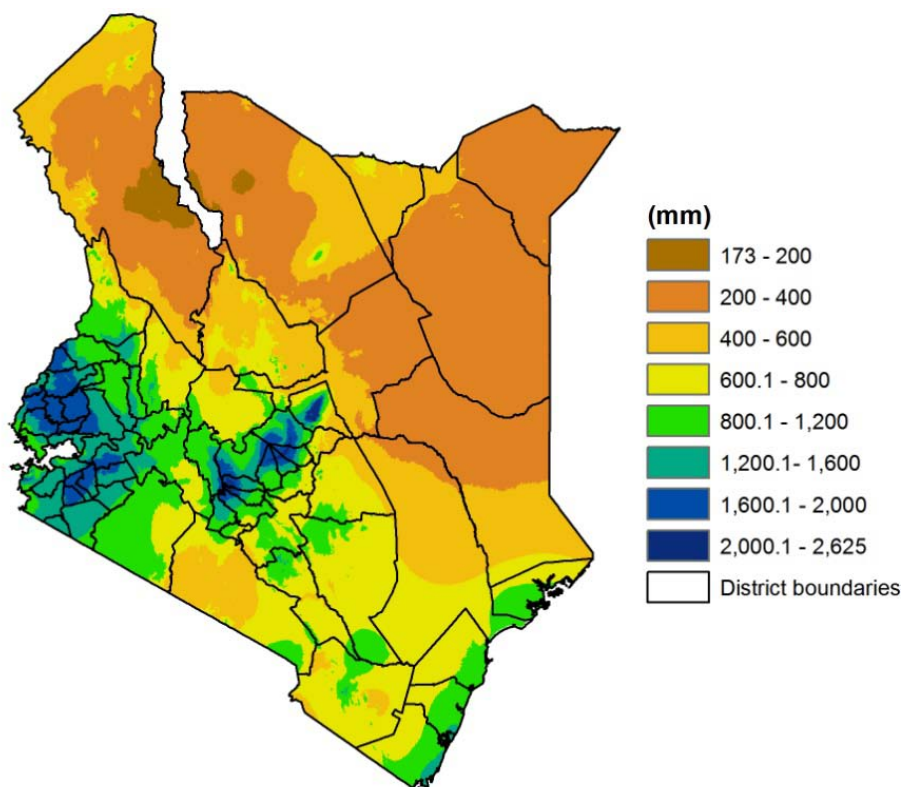 (mm)
173 - 200
200 - 400
400 - 600
600.1 - 800
800.1 - 1,200
1,200.1- 1,600
1,600.1 - 2,000
2,000.1 - 2,625
District boundaries